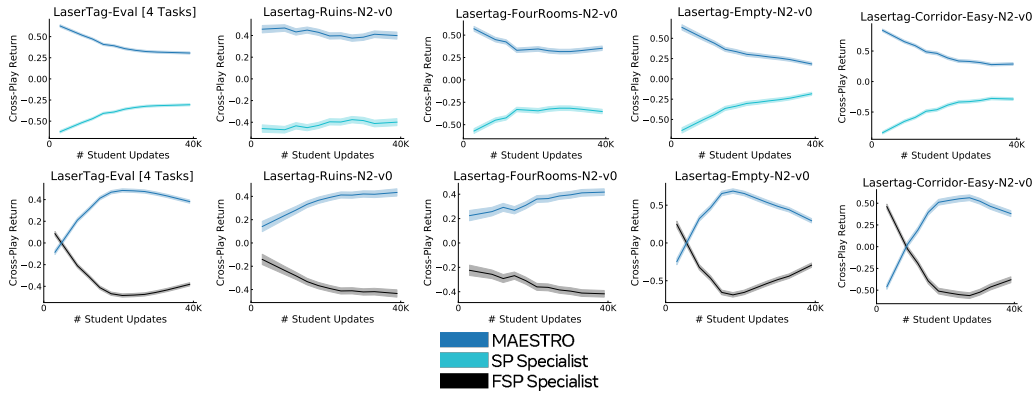 LaserTag-Eval [4 Tasks]
Cross-Play Return
0.50
0.25
0.00
−0.25
−0.50
0
40K
# Student Updates
Lasertag-Ruins-N2-v0
Cross-Play Return
0.4
0.2
0.0
−0.2
−0.4
0
40K
# Student Updates
Lasertag-FourRooms-N2-v0
Cross-Play Return
0.50
0.25
0.00
−0.25
−0.50
0
40K
# Student Updates
Lasertag-Empty-N2-v0
Cross-Play Return
0.50
0.25
0.00
−0.25
−0.50
0
40K
# Student Updates
Lasertag-Corridor-Easy-N2-v0
Cross-Play Return
0.50
0.00
−0.50
0
40K
# Student Updates
LaserTag-Eval [4 Tasks]
Cross-Play Return
0.4
0.2
0.0
−0.2
−0.4
0
40K
# Student Updates
Lasertag-Ruins-N2-v0
Cross-Play Return
0.4
0.2
0.0
−0.2
−0.4
0
40K
# Student Updates
Lasertag-FourRooms-N2-v0
Cross-Play Return
0.4
0.2
0.0
−0.2
−0.4
0
40K
# Student Updates
Lasertag-Empty-N2-v0
Cross-Play Return
0.5
0.0
−0.5
0
40K
# Student Updates
Lasertag-Corridor-Easy-N2-v0
Cross-Play Return
0.50
0.25
0.00
−0.25
−0.50
0
40K
# Student Updates
MAESTRO
SP Specialist
FSP Specialist